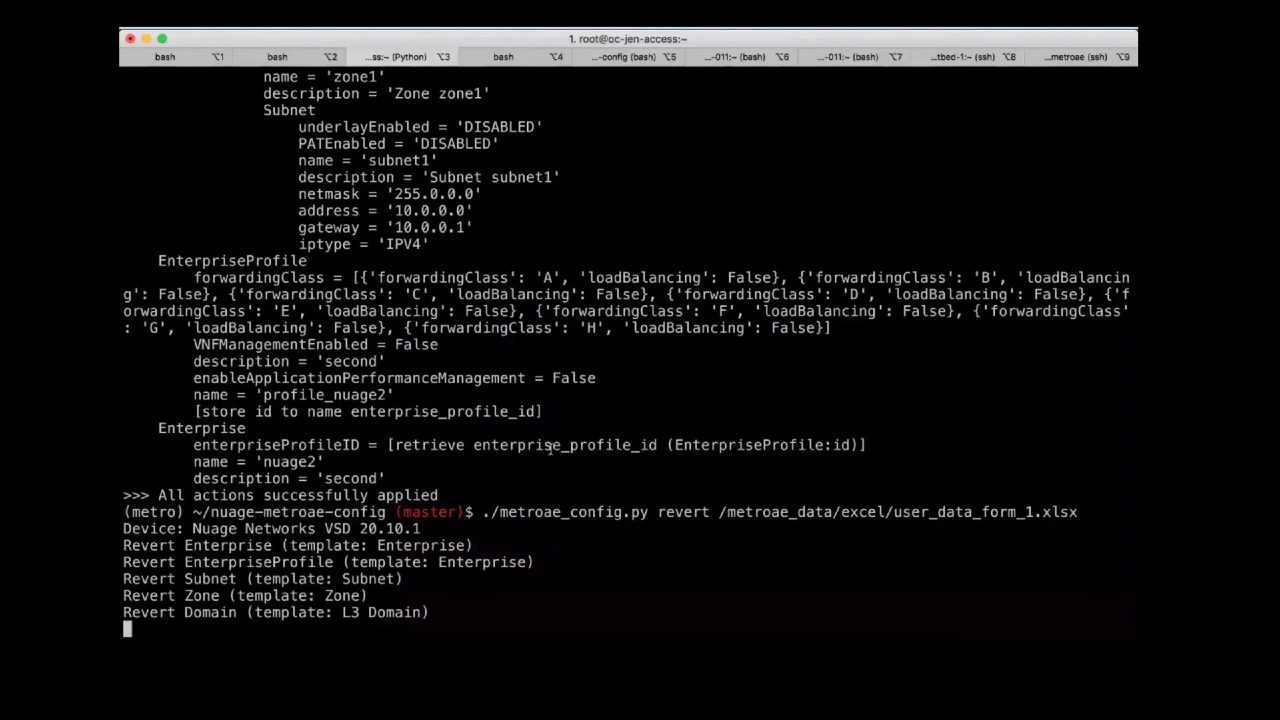 1. root@oc-jen-access:~
bash ⌥1 bash ⌥2 ...ss:~ (Python) ⌥3 bash ⌥4 ...-config (bash) ⌥5 ...-011:~ (bash) ⌥6 ...-011:~ (bash) ⌥7 ...tbed-1:~ (ssh) ⌥8 ...metroae (ssh) ⌥9
name = 'zone1'
description = 'Zone zone1'
Subnet
underlayEnabled = 'DISABLED'
PATEnabled = 'DISABLED'
name = 'subnet1'
description = 'Subnet subnet1'
netmask = '255.0.0.0'
address = '10.0.0.0'
gateway = '10.0.0.1'
iptype = 'IPV4'
EnterpriseProfile
forwardingClass = [{'forwardingClass': 'A', 'loadBalancing': False}, {'forwardingClass': 'B', 'loadBalancin
g': False}, {'forwardingClass': 'C', 'loadBalancing': False}, {'forwardingClass': 'D', 'loadBalancing': False}, {'f
orwardingClass': 'E', 'loadBalancing': False}, {'forwardingClass': 'F', 'loadBalancing': False}, {'forwardingClass'
: 'G', 'loadBalancing': False}, {'forwardingClass': 'H', 'loadBalancing': False}]
VNFManagementEnabled = False
description = 'second'
enableApplicationPerformanceManagement = False
name = 'profile_nuage2'
[store id to name enterprise_profile_id]
Enterprise
enterpriseProfileID = [retrieve enterprise_profile_id (EnterpriseProfile:id)]
name = 'nuage2'
description = 'second'
>>> All actions successfully applied
(metro) ~/nuage-metroae-config (master)$ ./metroae_config.py revert /metroae_data/excel/user_data_form_1.xlsx
Device: Nuage Networks VSD 20.10.1
Revert Enterprise (template: Enterprise)
Revert EnterpriseProfile (template: Enterprise)
Revert Subnet (template: Subnet)
Revert Zone (template: Zone)
Revert Domain (template: L3 Domain)